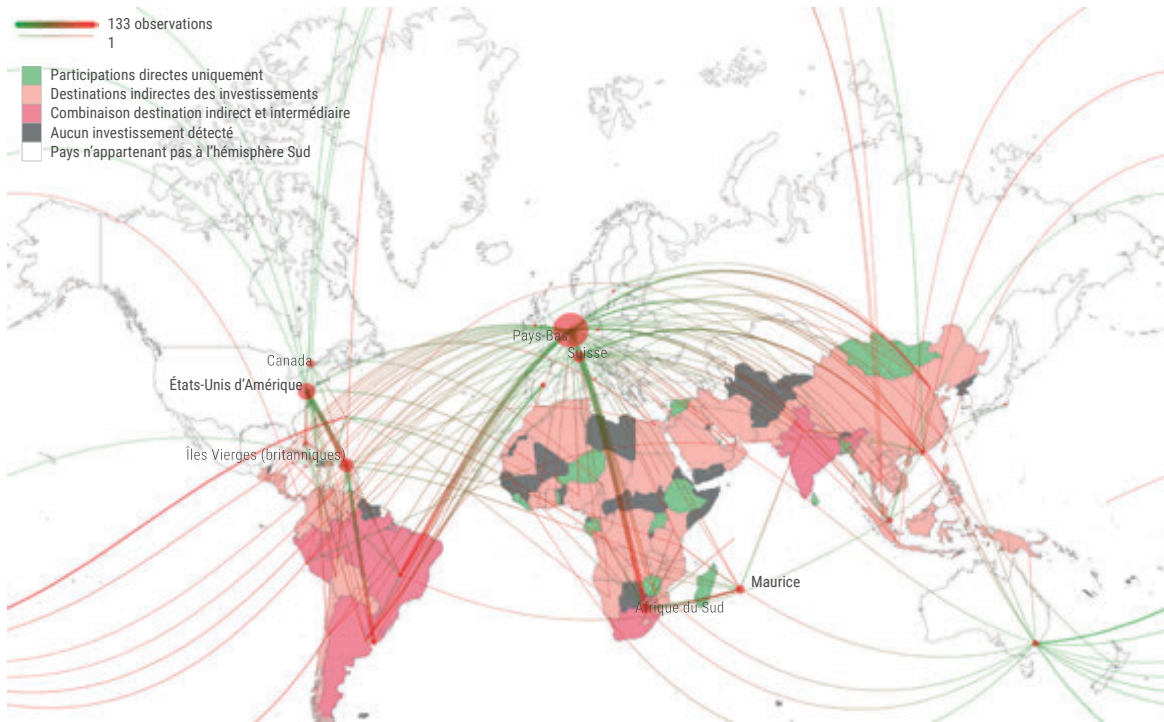 133 observations
1
Participations directes uniquement
Destinations indirectes des investissements
Combinaison destination indirect et intermédiaire
Aucun investissement détecté
Pays n'appartenant pas à l'hémisphère Sud
Pays-Bas
Suisse
Canada
États-Unis d'Amérique
Îles Vierges (britanniques)
Maurice
Afrique du Sud